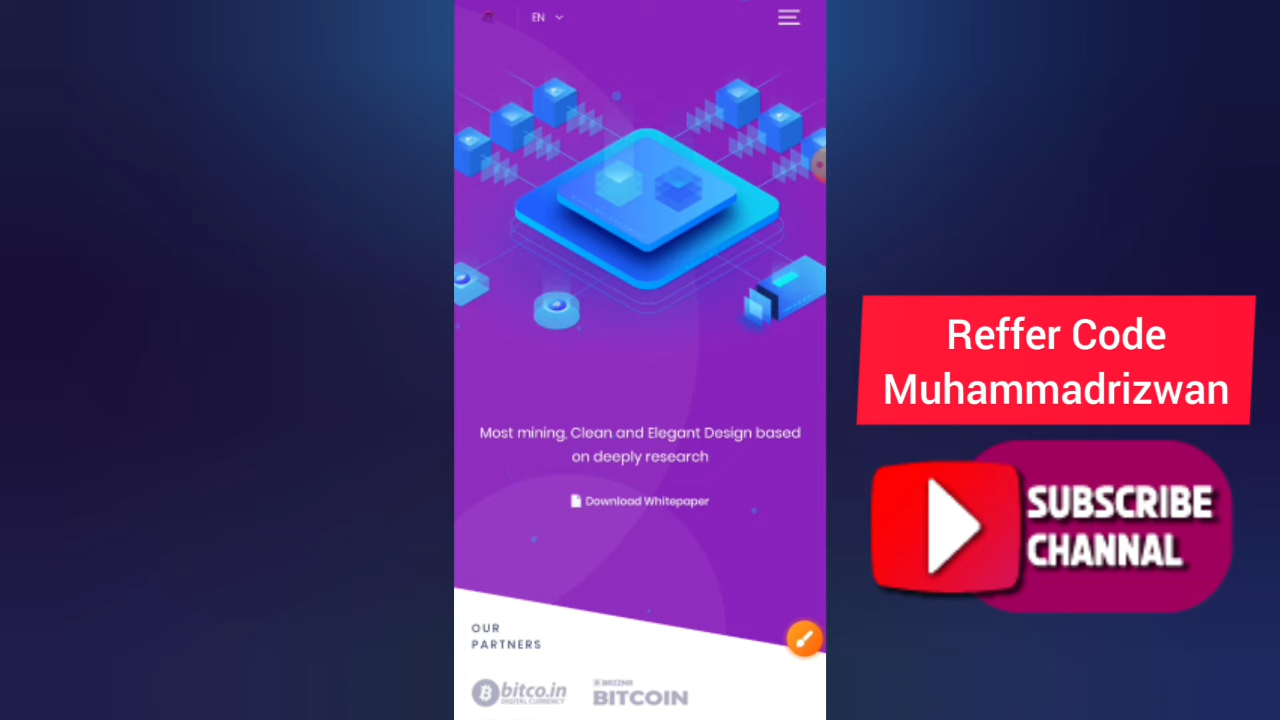 EN
Most mining, Clean and Elegant Design based
on deeply research
Download Whitepaper
OUR
PARTNERS
bitco.in
DIGITAL CURRENCY
BITCOIN
Reffer Code
Muhammadrizwan
SUBSCRIBE
CHANNAL